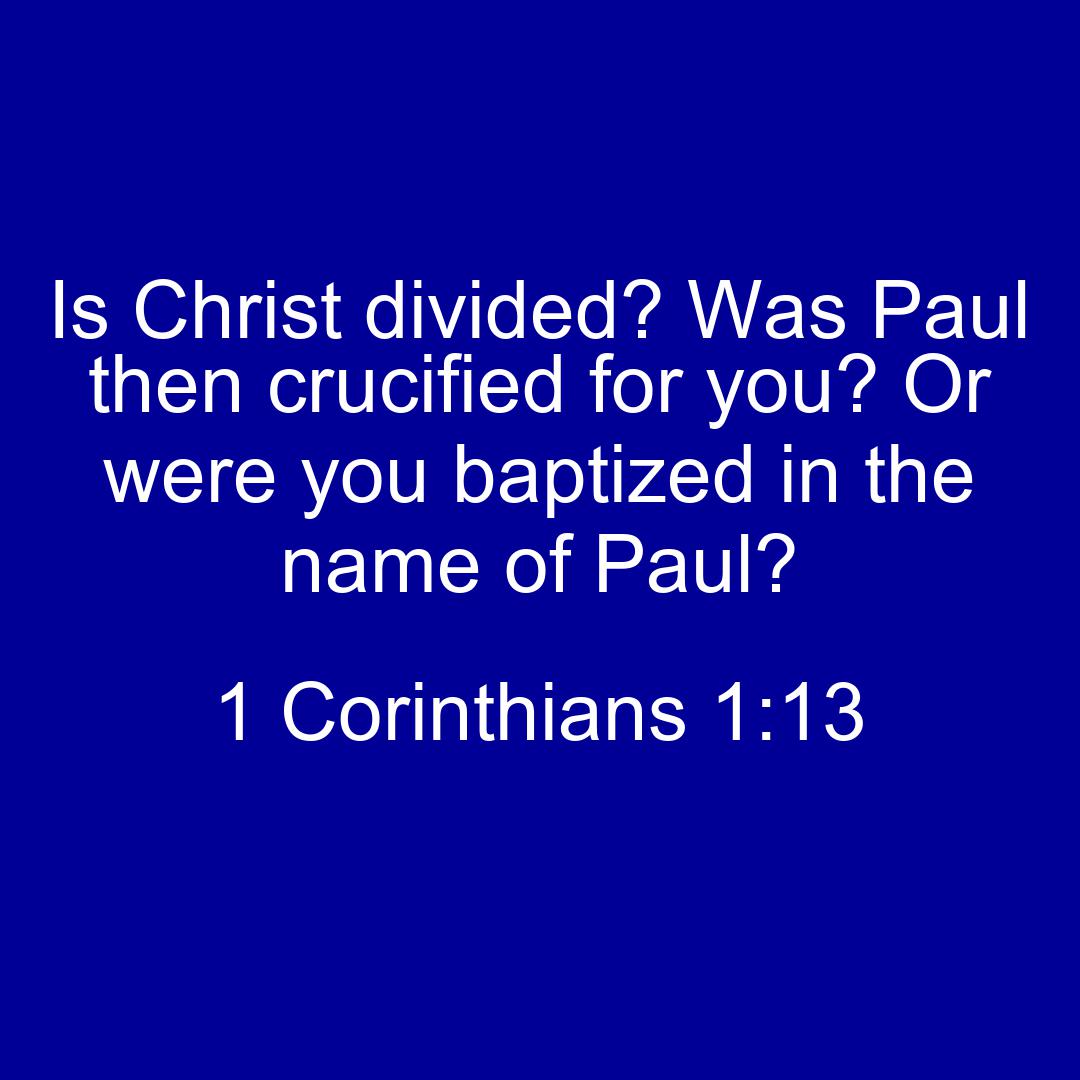 Is Christ divided? Was Paul
then crucified for you? Or
were you baptized in the
name of Paul?
1 Corinthians 1:13